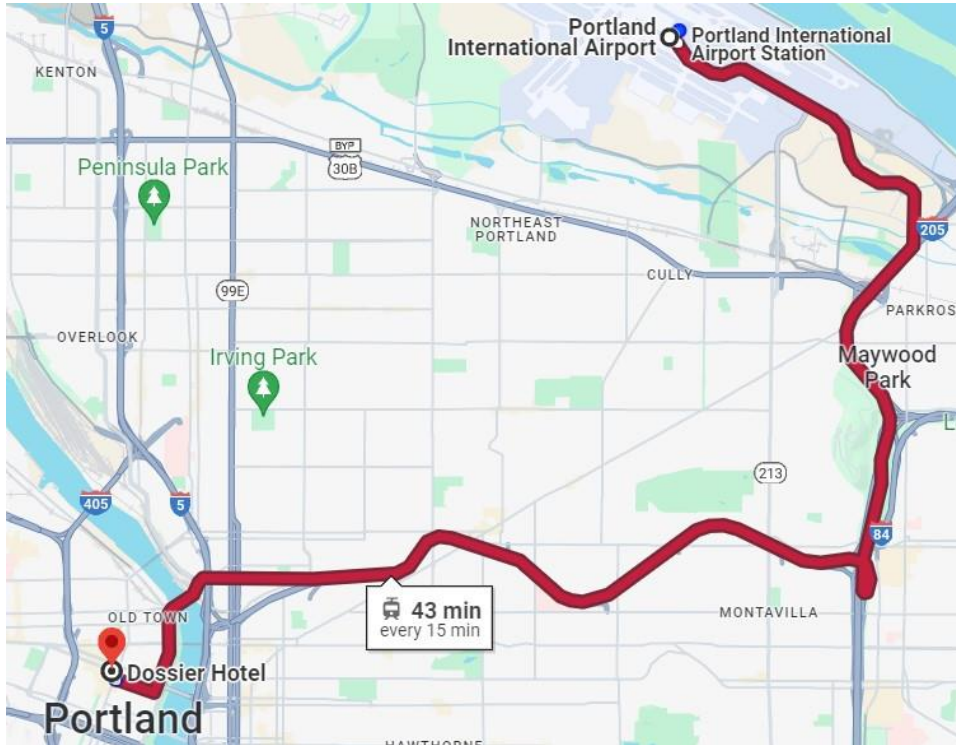 5
KENTON
Portland
International Airport
Portland International
Airport Station
BYP
30B
Peninsula Park
NORTHEAST
PORTLAND
205
CULLY
99E
PARKROS
OVERLOOK
Irving Park
Maywood
Park
L
213
405
5
84
43 min
every 15 min
OLD TOWN
MONTAVILLA
Dossier Hotel
Portland
HAWTHORNE